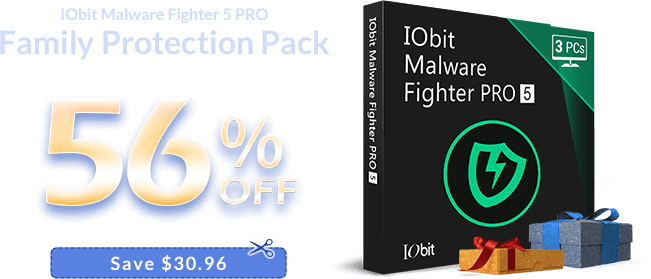 IObit Malware Fighter 5 PRO
Family Protection Pack
56% OFF
Save $30.96
IObit
Malware
Fighter PRO 5
3 PCs
IObit Malware Fighter PRO 5
IObit